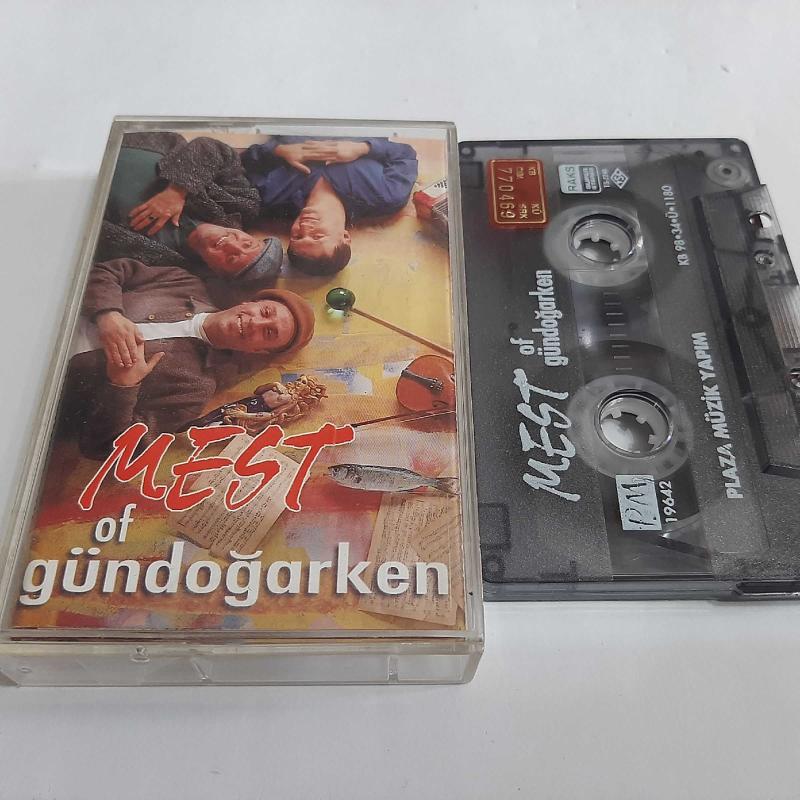 MEST
of
gündoğarken
770469
RAKS
KB 98•34•Ü•1180
MEST of
gündoğarken
PM
19642
PLAZA MÜZİK YAPIM